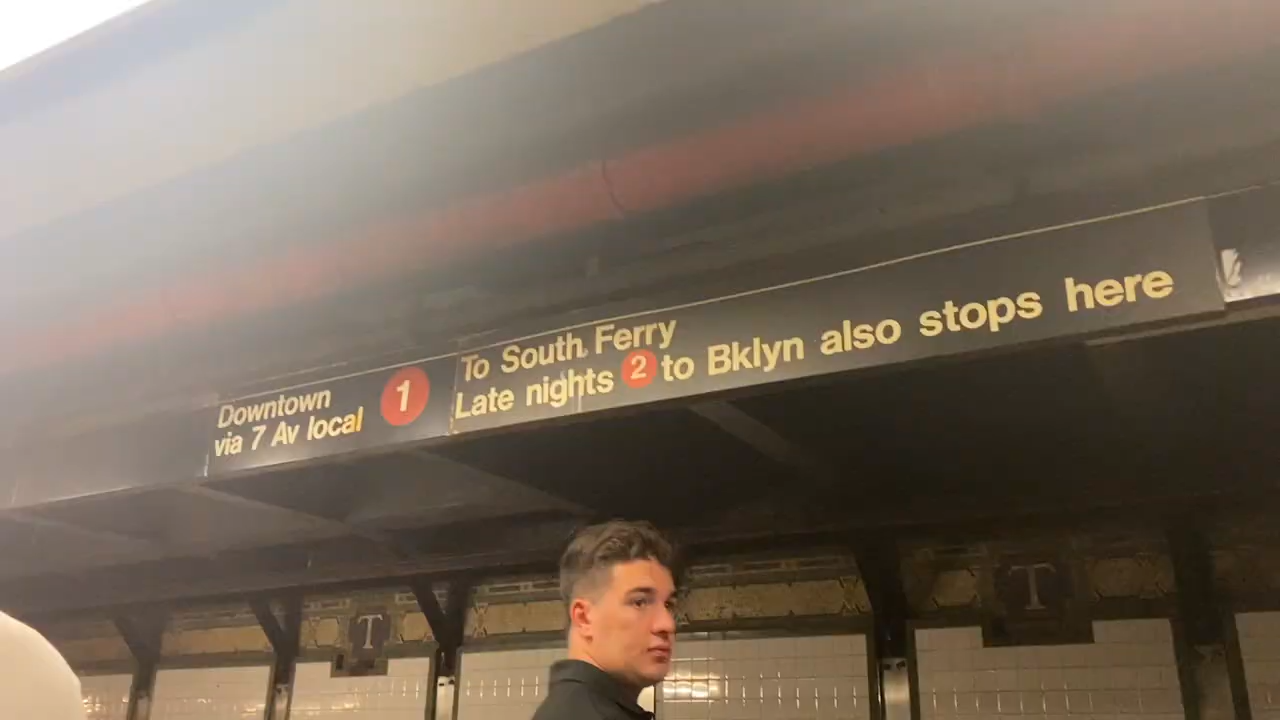 Downtown
via 7 Av local
1
To South Ferry
Late nights 2 to Bklyn also stops here
T
T